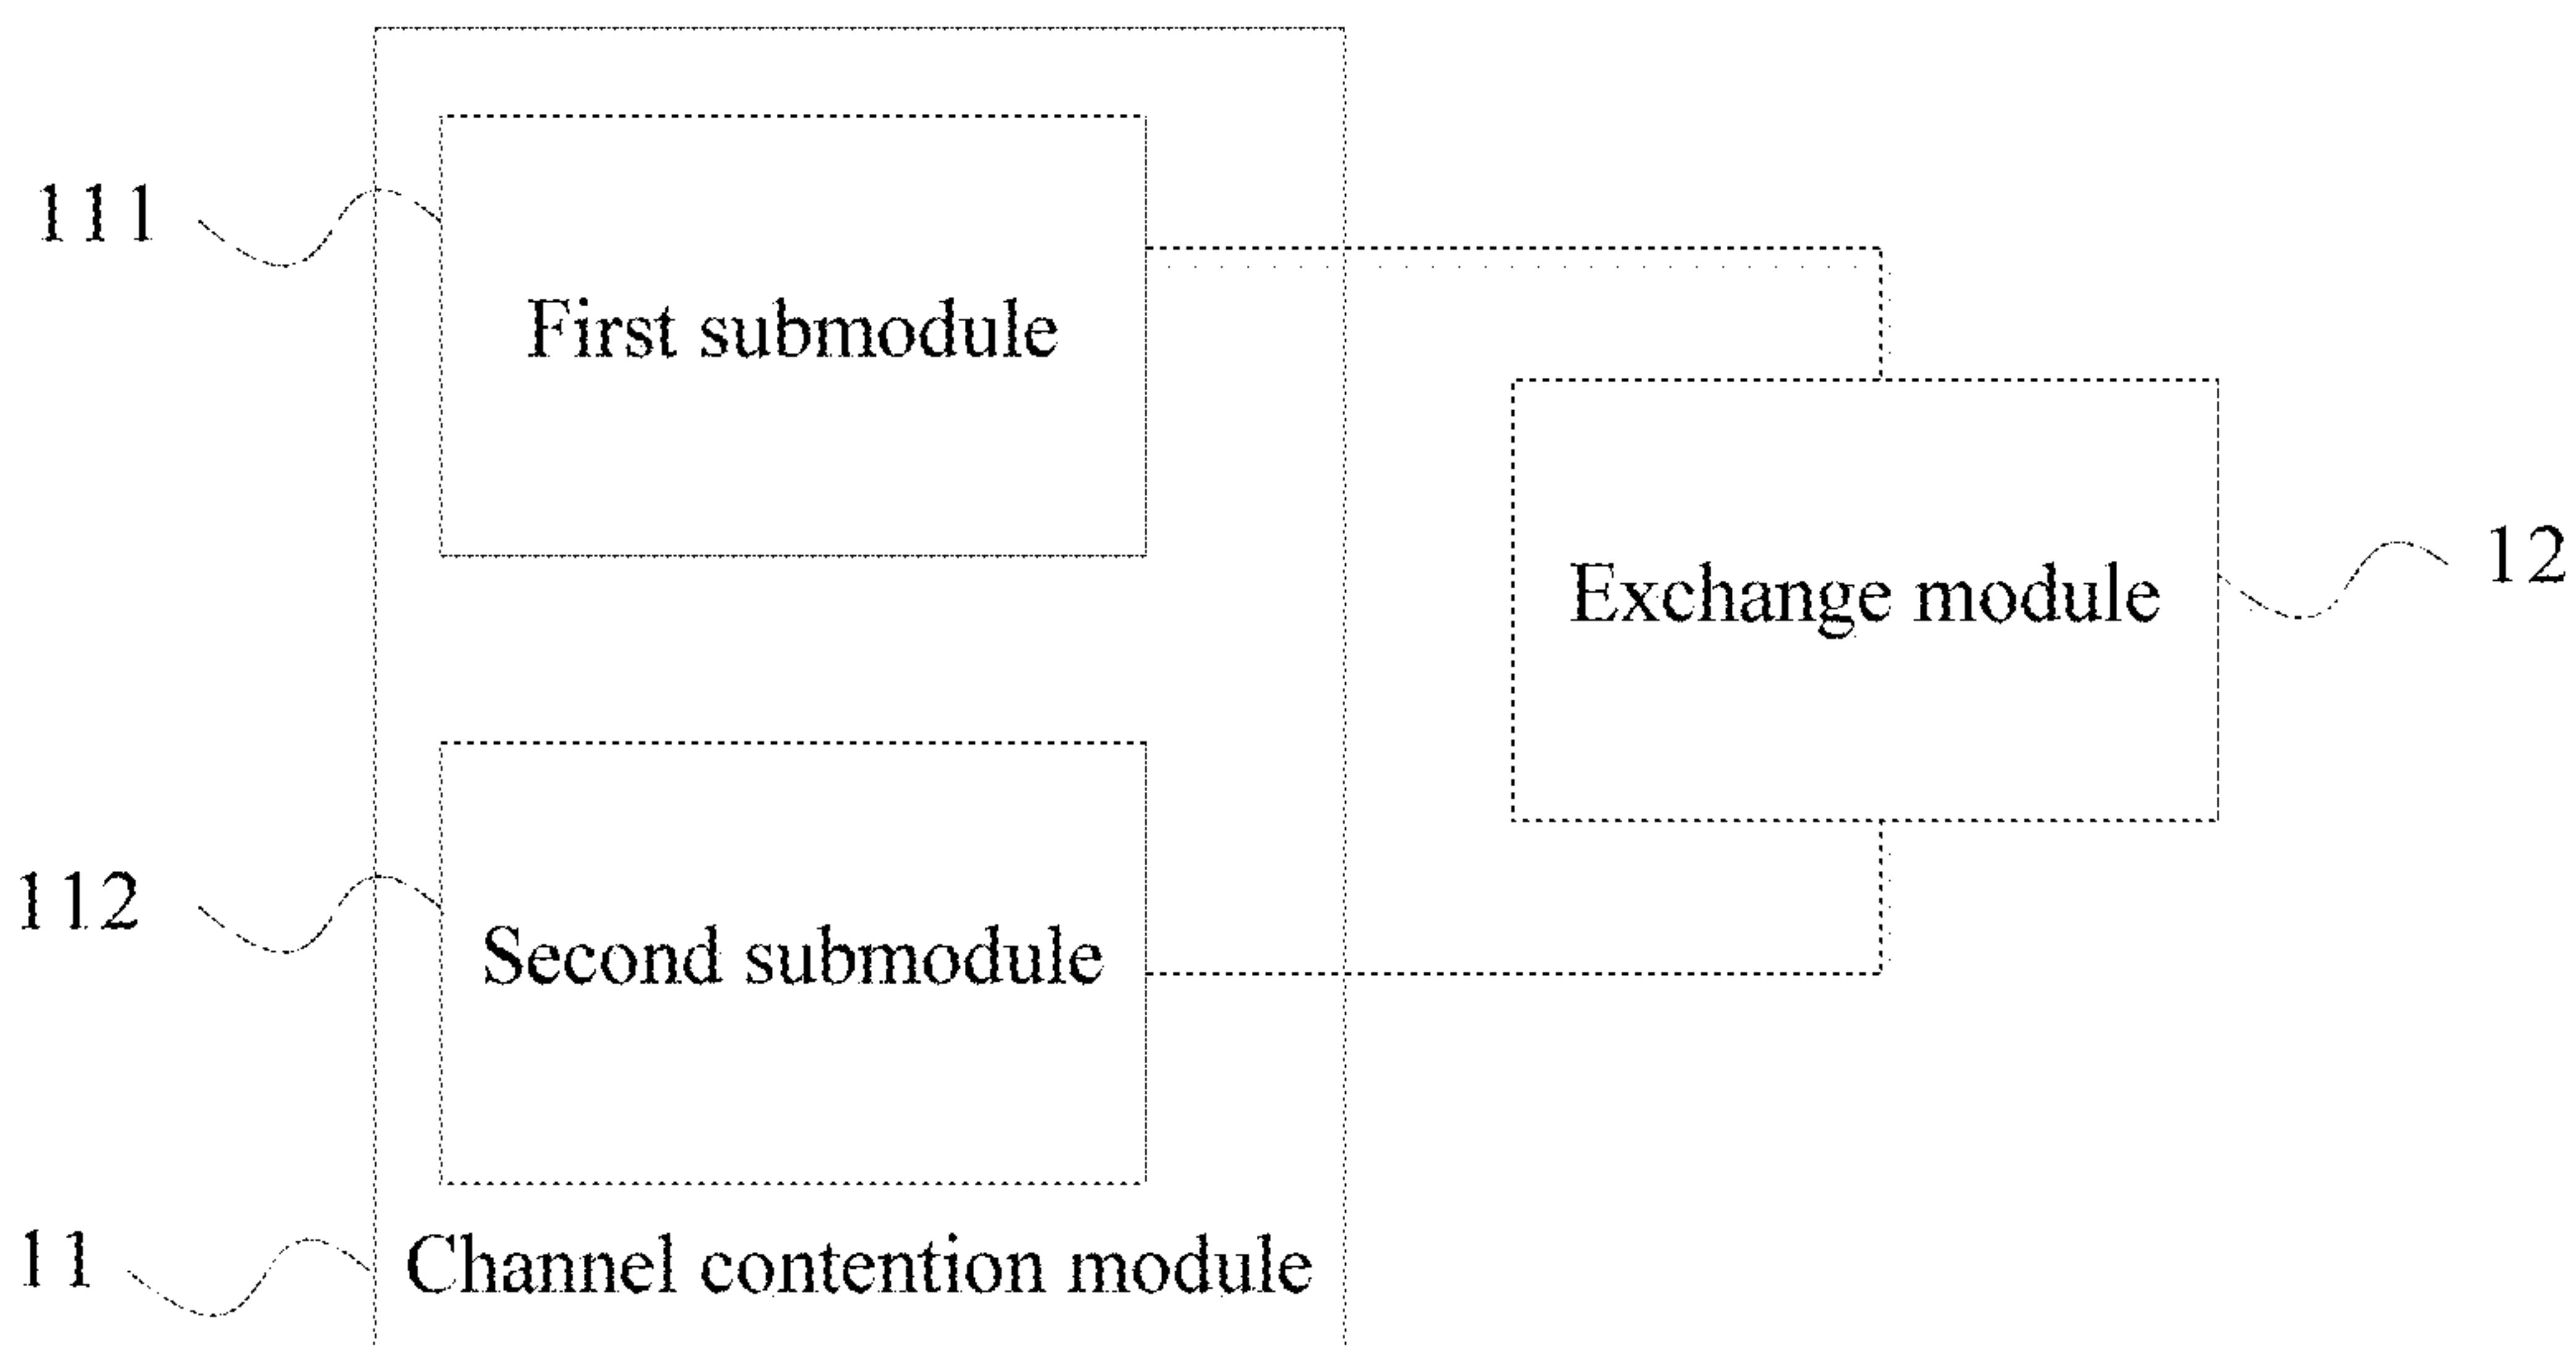 111
First submodule
Exchange module
12
112
Second submodule
11
Channel contention module